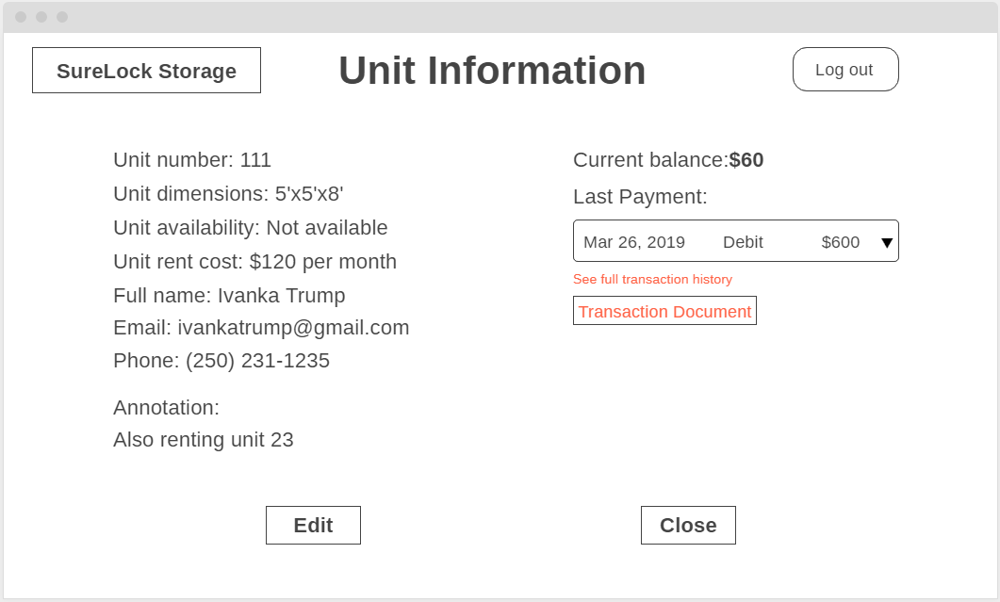 SureLock Storage
Unit Information
Log out
Unit number: 111
Unit dimensions: 5'x5'x8'
Unit availability: Not available
Unit rent cost: $120 per month
Full name: Ivanka Trump
Email: ivankatrump@gmail.com
Phone: (250) 231-1235
Annotation:
Also renting unit 23
Current balance:$60
Last Payment:
Mar 26, 2019 Debit $600 ▼
See full transaction history
Transaction Document
Edit
Close